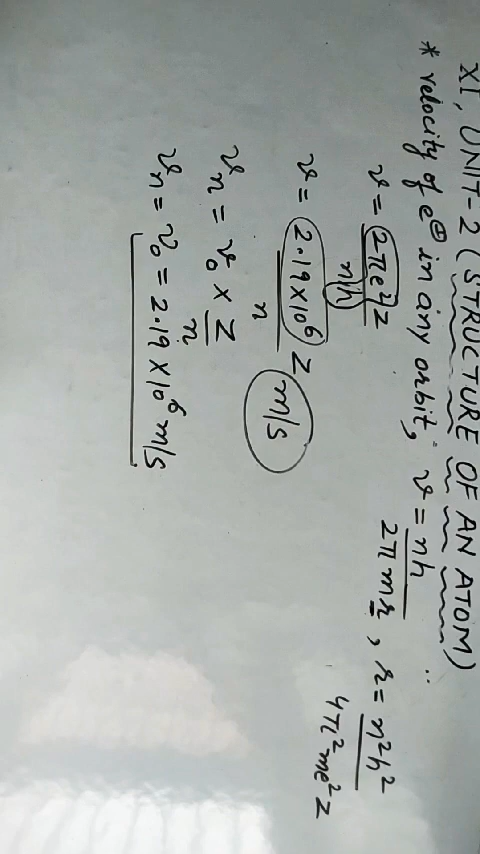 XI, UNIT-2 (STRUCTURE OF AN ATOM)
* velocity of e⊖ in any orbit; v = nh/2πmr, r = n²h²/4π²me²Z
v = 2πe²Z/nh
v = 2.19×10⁶ Z/n m/s
vₙ = v₀ × Z/n
vₙ = v₀ = 2.19 × 10⁶ m/s